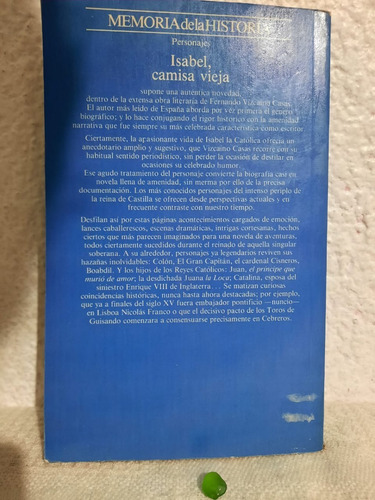 MEMORIAdelaHISTORIA
Personajes
Isabel,
camisa vieja
supone una auténtica novedad,
dentro de la extensa obra literaria de Fernando Vizcaíno Casas.
El autor más leído de España aborda por vez primera el género
biográfico; y lo hace conjugando el rigor histórico con la amenidad
narrativa que fue siempre su más celebrada característica como escritor.
Ciertamente, la apasionante vida de Isabel la Católica ofrecía un
anecdotario amplio y sugestivo, que Vizcaíno Casas recorre con su
habitual sentido periodístico, sin perder la ocasión de destilar en
ocasiones su celebrado humor.
Ese agudo tratamiento del personaje convierte la biografía casi en
novela llena de amenidad, sin merma por ello de la precisa
documentación. Los más conocidos personajes del intenso periplo de
la reina de Castilla se ofrecen desde perspectivas actuales y en
frecuente contraste con nuestro tiempo.
Desfilan así por estas páginas acontecimientos cargados de emoción,
lances caballerescos, escenas dramáticas, intrigas cortesanas, hechos
ciertos que más parecen imaginados para una novela de aventuras,
todos ciertamente sucedidos durante el reinado de aquella singular
soberana. A su alrededor, personajes ya legendarios reviven sus
hazañas inolvidables: Colón, El Gran Capitán, el cardenal Cisneros,
Boabdil. Y los hijos de los Reyes Católicos: Juan, el príncipe que
murió de amor; la desdichada Juana la Loca; Catalina, esposa del
siniestro Enrique VIII de Inglaterra... Se matizan curiosas
coincidencias históricas, nunca hasta ahora destacadas; por ejemplo,
que ya a finales del siglo XV fuera embajador pontificio —nuncio—
en Lisboa Nicolás Franco o que el decisivo pacto de los Toros de
Guisando comenzara a consensuarse precisamente en Cebreros.